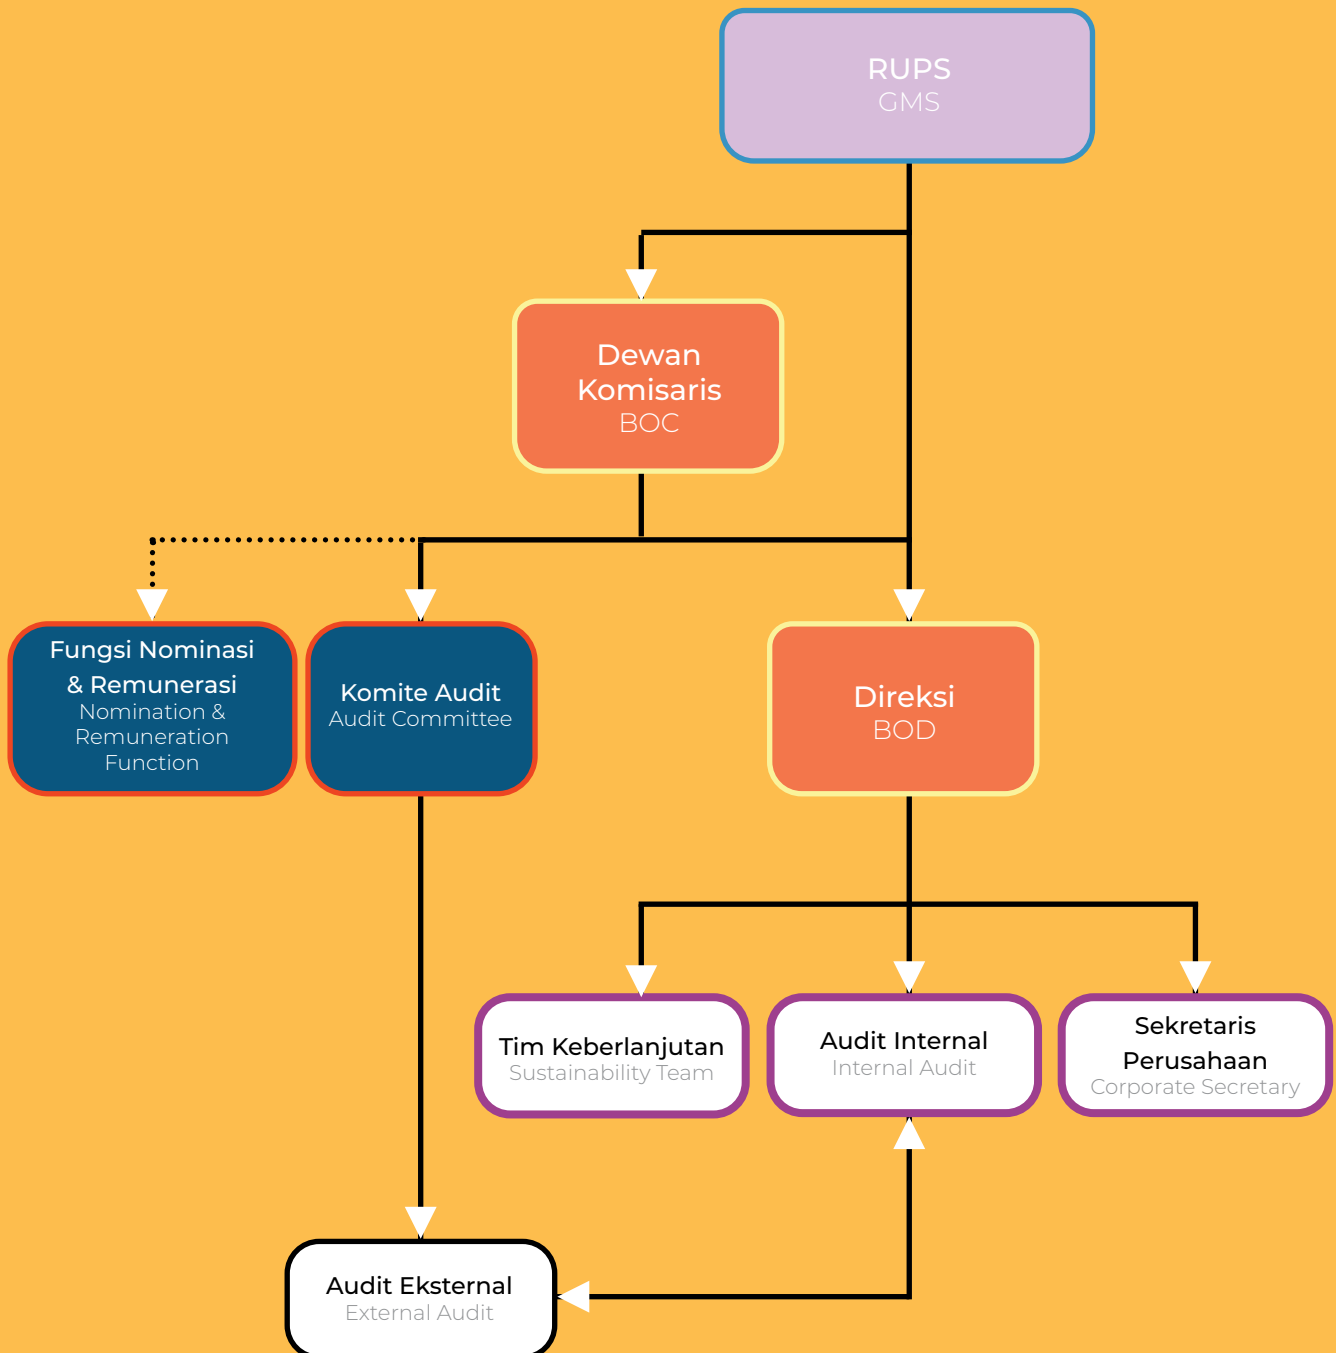 RUPS
GMS
Dewan
Komisaris
BOC
Fungsi Nominasi
& Remunerasi
Nomination &
Remuneration
Function
Komite Audit
Audit Committee
Direksi
BOD
Tim Keberlanjutan
Sustainability Team
Audit Internal
Internal Audit
Sekretaris
Perusahaan
Corporate Secretary
Audit Eksternal
External Audit